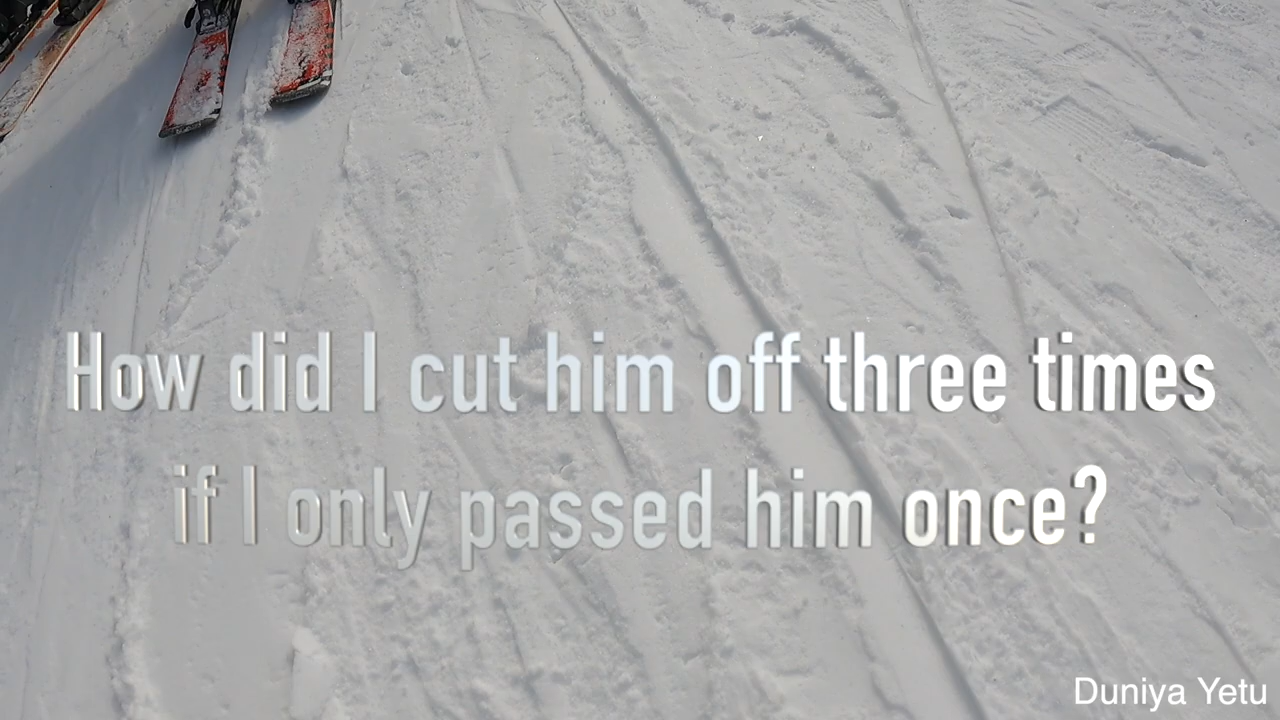 How did I cut him off three times
if I only passed him once?
Duniya Yetu